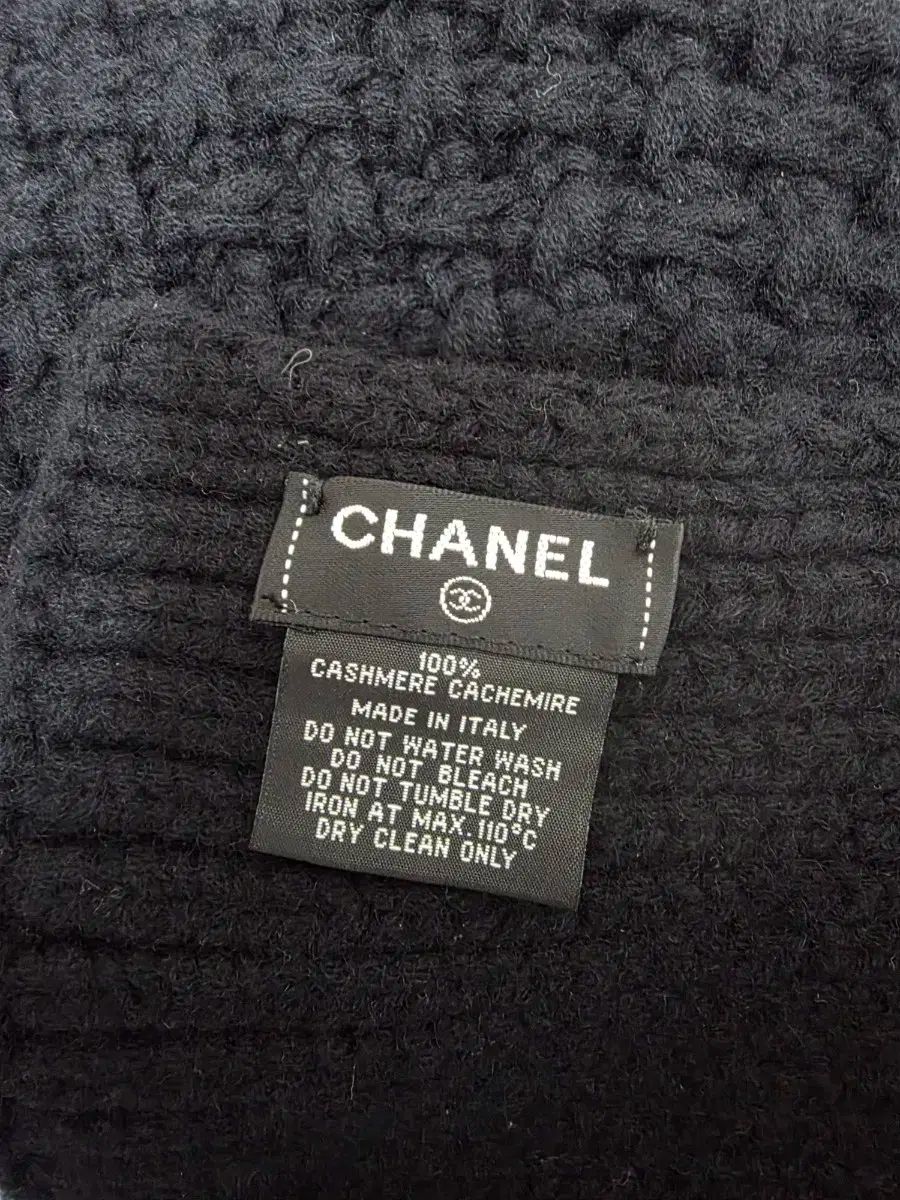 CHANEL
100%
CASHMERE CACHEMIRE
MADE IN ITALY
DO NOT WATER WASH
DO NOT BLEACH
DO NOT TUMBLE DRY
IRON AT MAX.110°C
DRY CLEAN ONLY